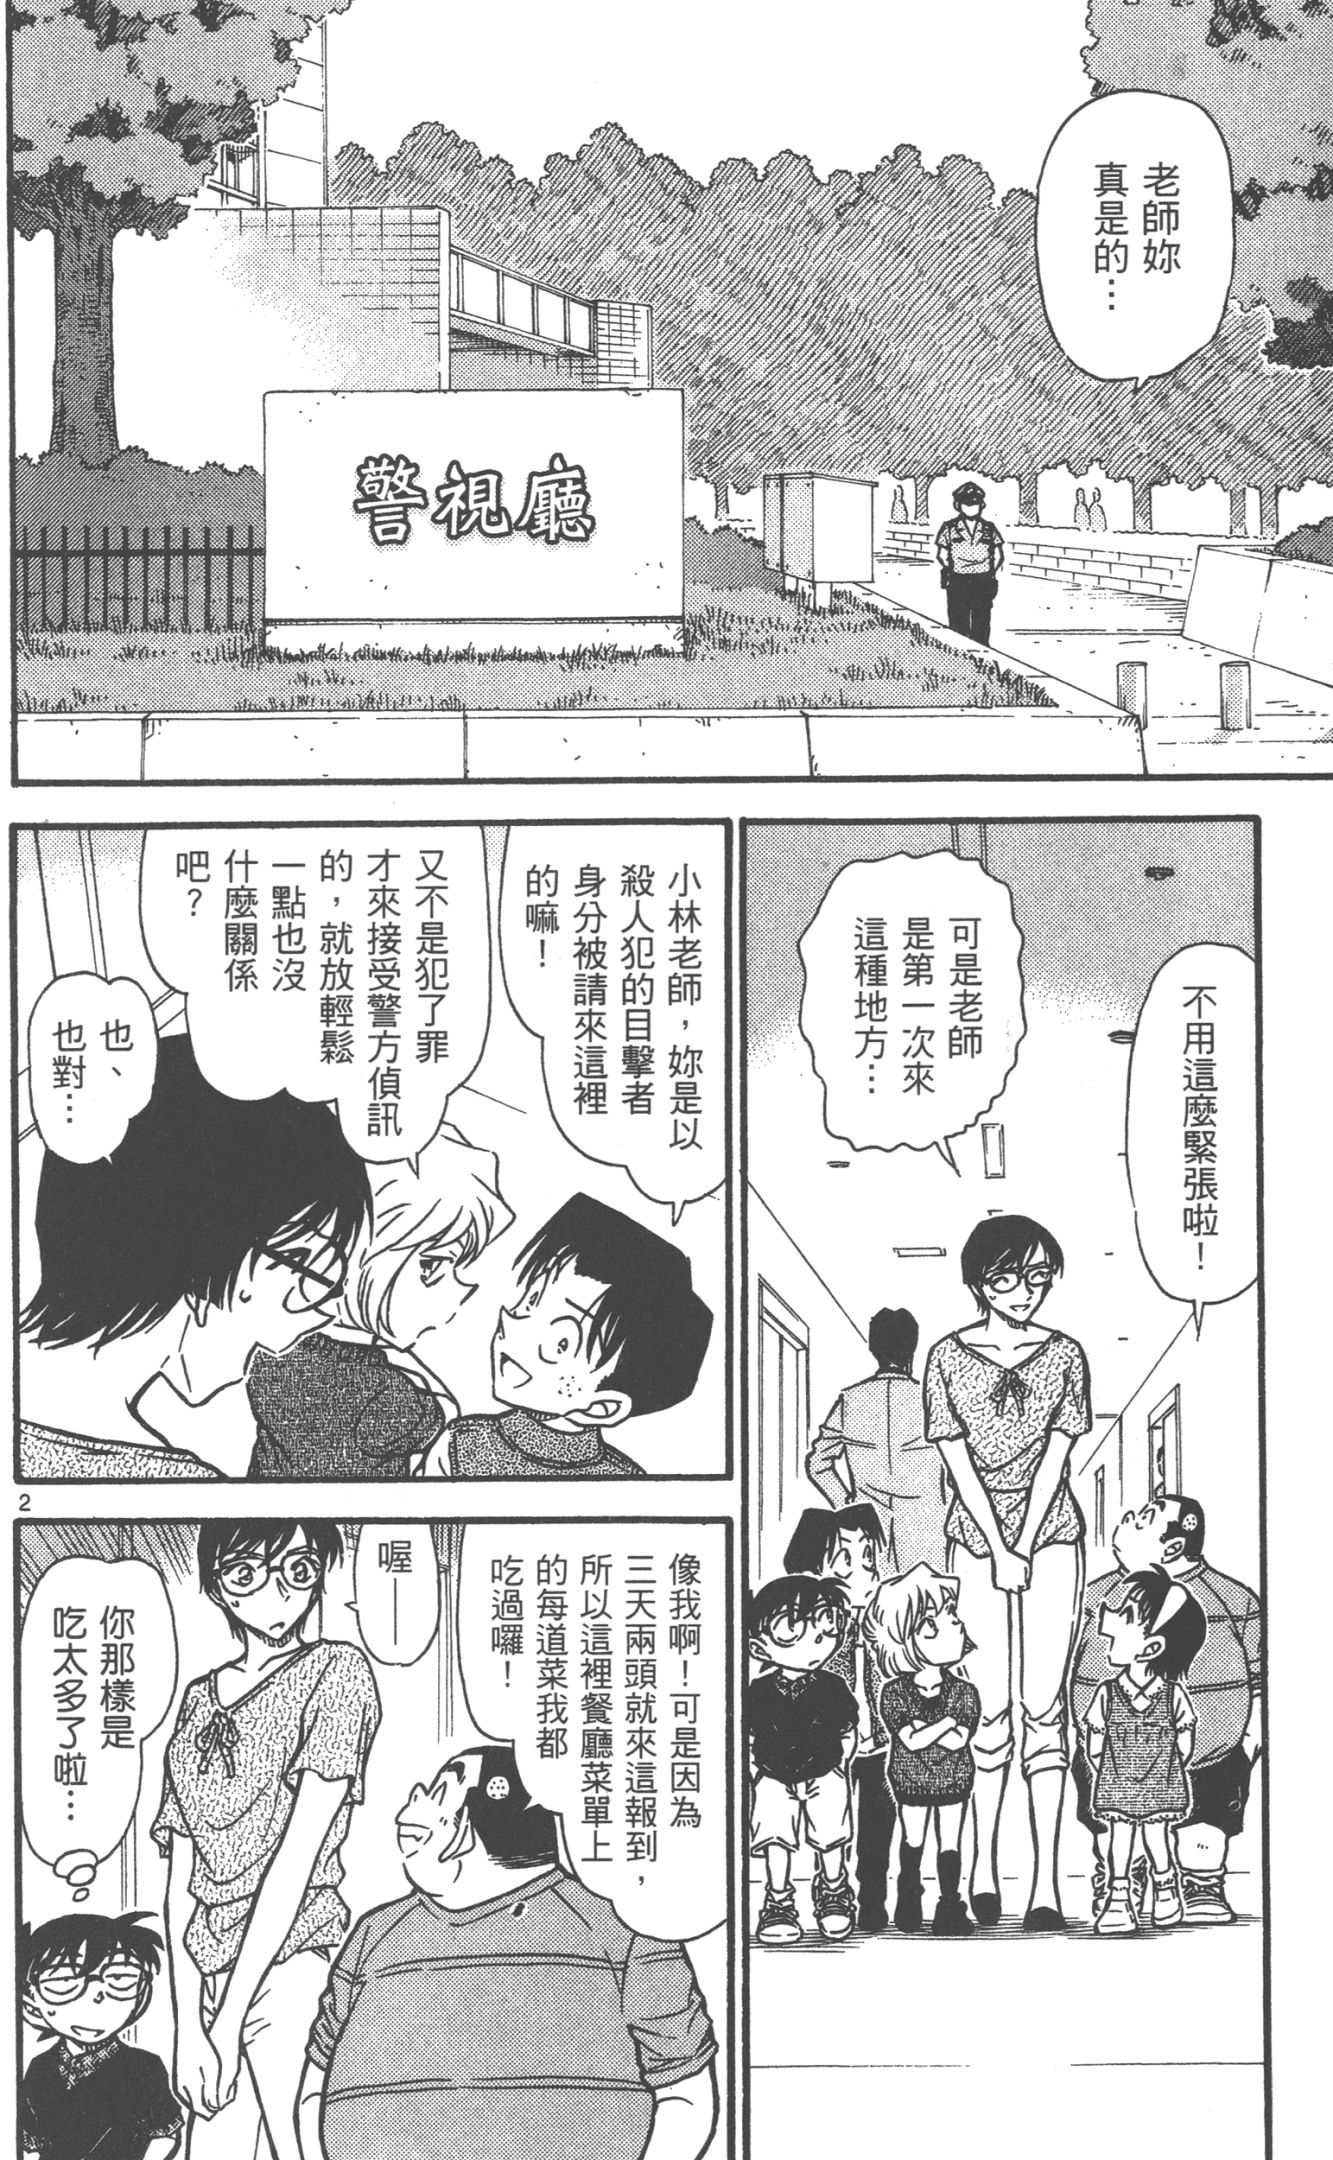 老師妳
真是的…
警視廳
不用這麼緊張啦！
可是老師
是第一次來
這種地方…
小林老師，妳是以
殺人犯的目擊者
身分被請來這裡
的嘛！
又不是犯了罪
才來接受警方偵訊
的，就放輕鬆
一點也沒
什麼關係
吧？
也、
也對…
2
像我啊！可是因為
三天兩頭就來這報到，
所以這裡餐廳菜單上
的每道菜我都
吃過囉！
喔—
你那樣是
吃太多了啦…